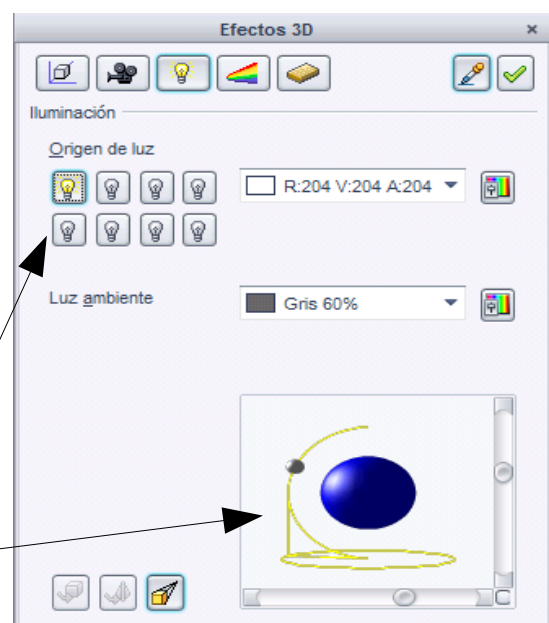 Efectos 3D
Iluminación
Origen de luz
R:204 V:204 A:204
Luz ambiente
Gris 60%